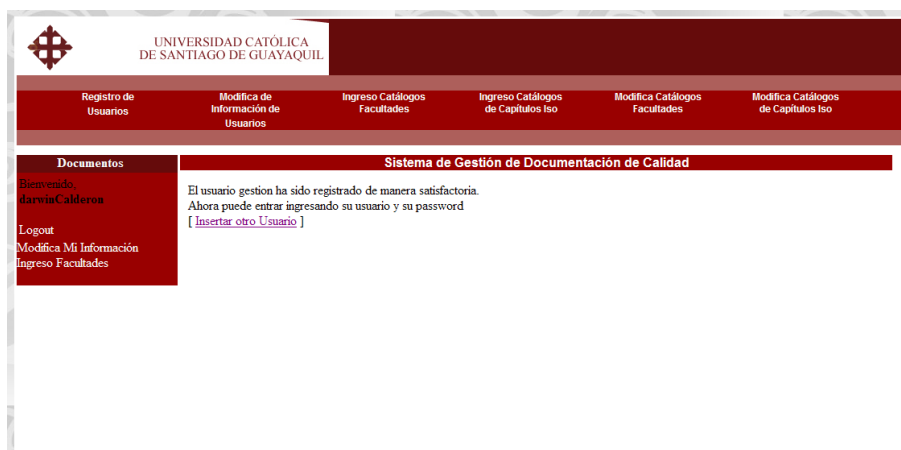 UNIVERSIDAD CATÓLICA
DE SANTIAGO DE GUAYAQUIL
Registro de
Usuarios
Modifica de
Información de
Usuarios
Ingreso Catálogos
Facultades
Ingreso Catálogos
de Capítulos Iso
Modifica Catálogos
Facultades
Modifica Catálogos
de Capítulos Iso
Documentos
Bienvenido,
darwinCalderon
Logout
Modifica Mi Información
Ingreso Facultades
Sistema de Gestión de Documentación de Calidad
El usuario gestion ha sido registrado de manera satisfactoria.
Ahora puede entrar ingresando su usuario y su password
[ Insertar otro Usuario ]